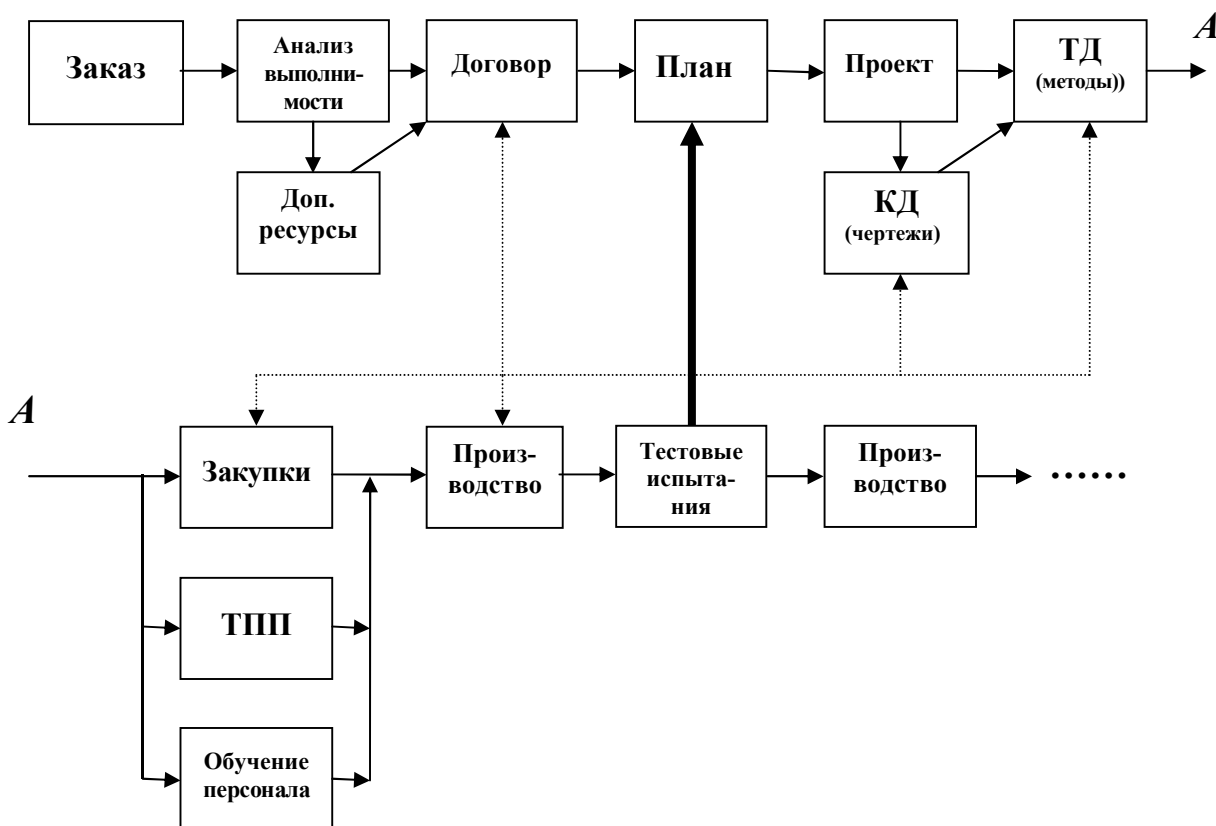 А
Заказ
Анализ
выполни-
мости
Договор
План
Проект
ТД
(методы))
Доп.
ресурсы
КД
(чертежи)
А
Закупки
Произ-
водство
Тестовые
испыта-
ния
Произ-
водство
......
ТПП
Обучение
персонала